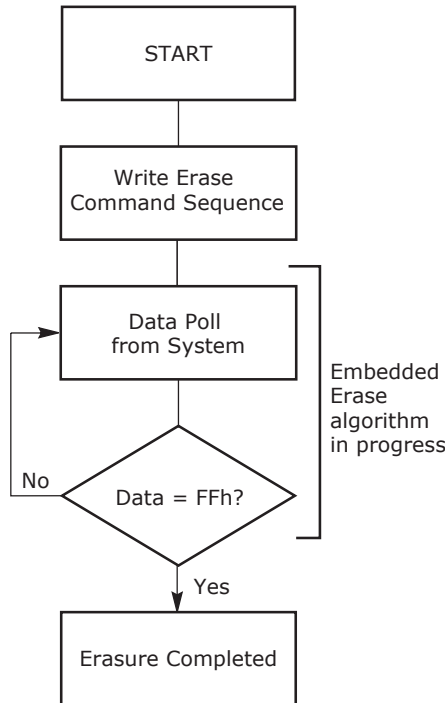 START
Write Erase
Command Sequence
Data Poll
from System
Embedded
Erase
algorithm
in progress
No
Data = FFh?
Yes
Erasure Completed